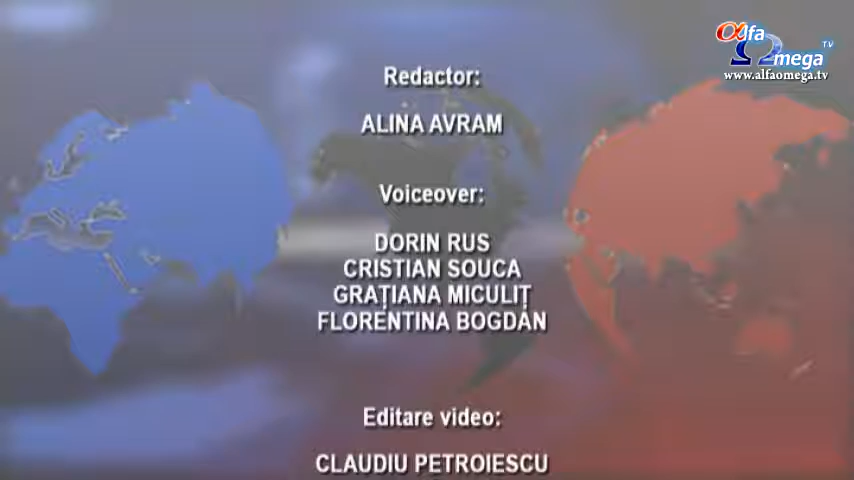 alfa
Omega TV
www.alfaomega.tv
Redactor:
ALINA AVRAM
Voiceover:
DORIN RUS
CRISTIAN SOUCA
GRAȚIANA MICULIȚ
FLORENTINA BOGDAN
Editare video:
CLAUDIU PETROIESCU